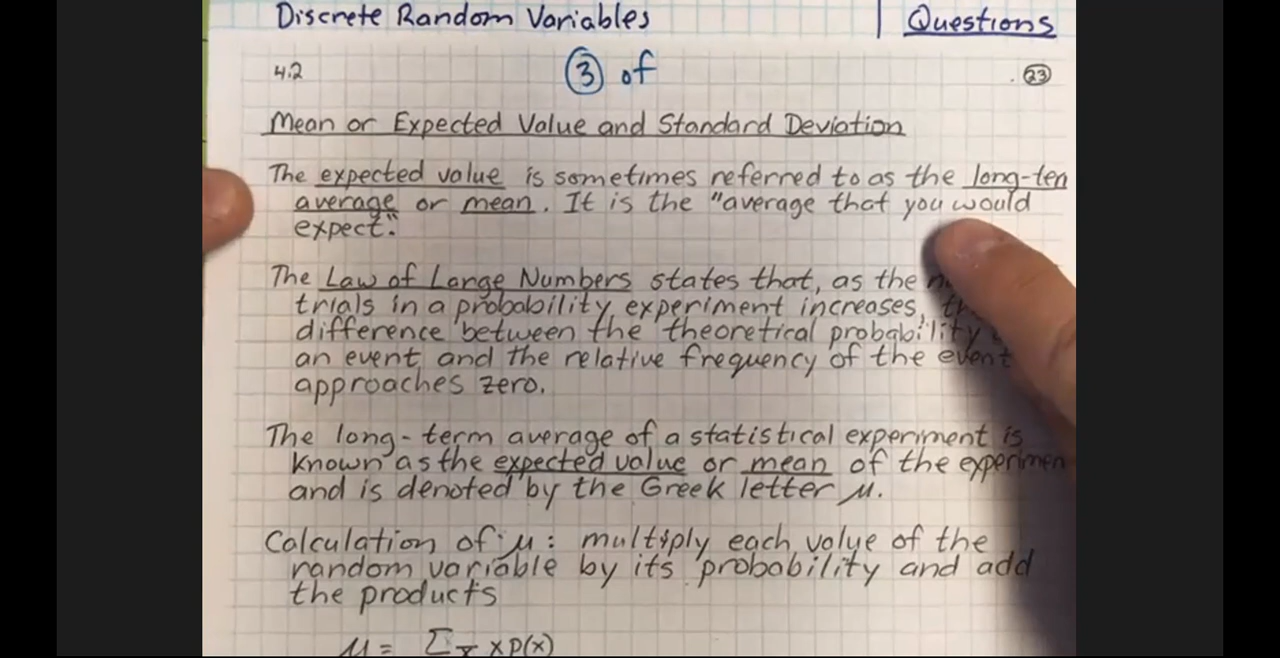 Discrete Random Variables
Questions
4.2
3 of
23
Mean or Expected Value and Standard Deviation
The expected value is sometimes referred to as the long-ter
average or mean. It is the "average that you would
expect."
The Law of Large Numbers states that, as the
trials in a probability experiment increases, the
difference between the theoretical probability
an event and the relative frequency of the event
approaches zero.
The long-term average of a statistical experiment is
known as the expected value or mean of the experimen
and is denoted by the Greek letter μ.
Calculation of μ: multiply each value of the
random variable by its probability and add
the products
μ = Σx xP(x)